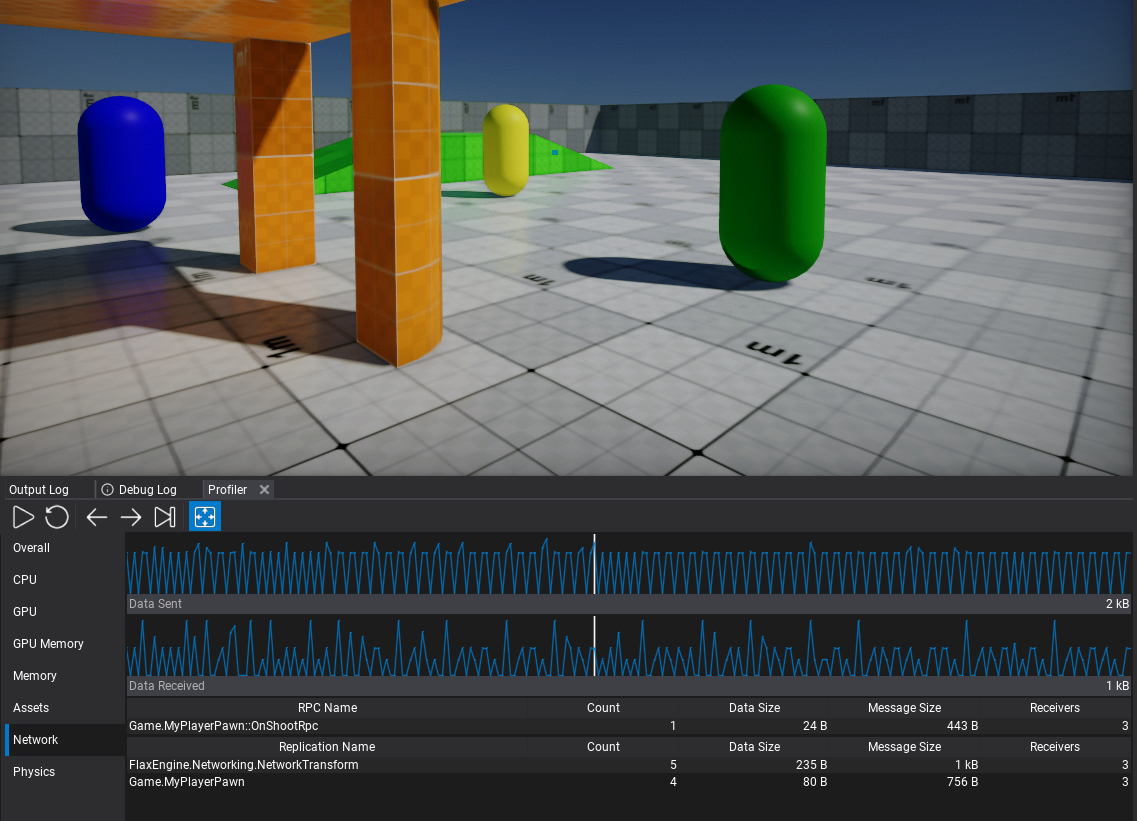 1m
1m
1m
1m
Output Log Debug Log Profiler
Overall
CPU
GPU
GPU Memory
Memory
Assets
Network
Physics
Data Sent 2 kB
Data Received 1 kB
RPC Name Count Data Size Message Size Receivers
Game.MyPlayerPawn::OnShootRpc 1 24 B 443 B 3
Replication Name Count Data Size Message Size Receivers
FlaxEngine.Networking.NetworkTransform 5 235 B 1 kB 3
Game.MyPlayerPawn 4 80 B 756 B 3